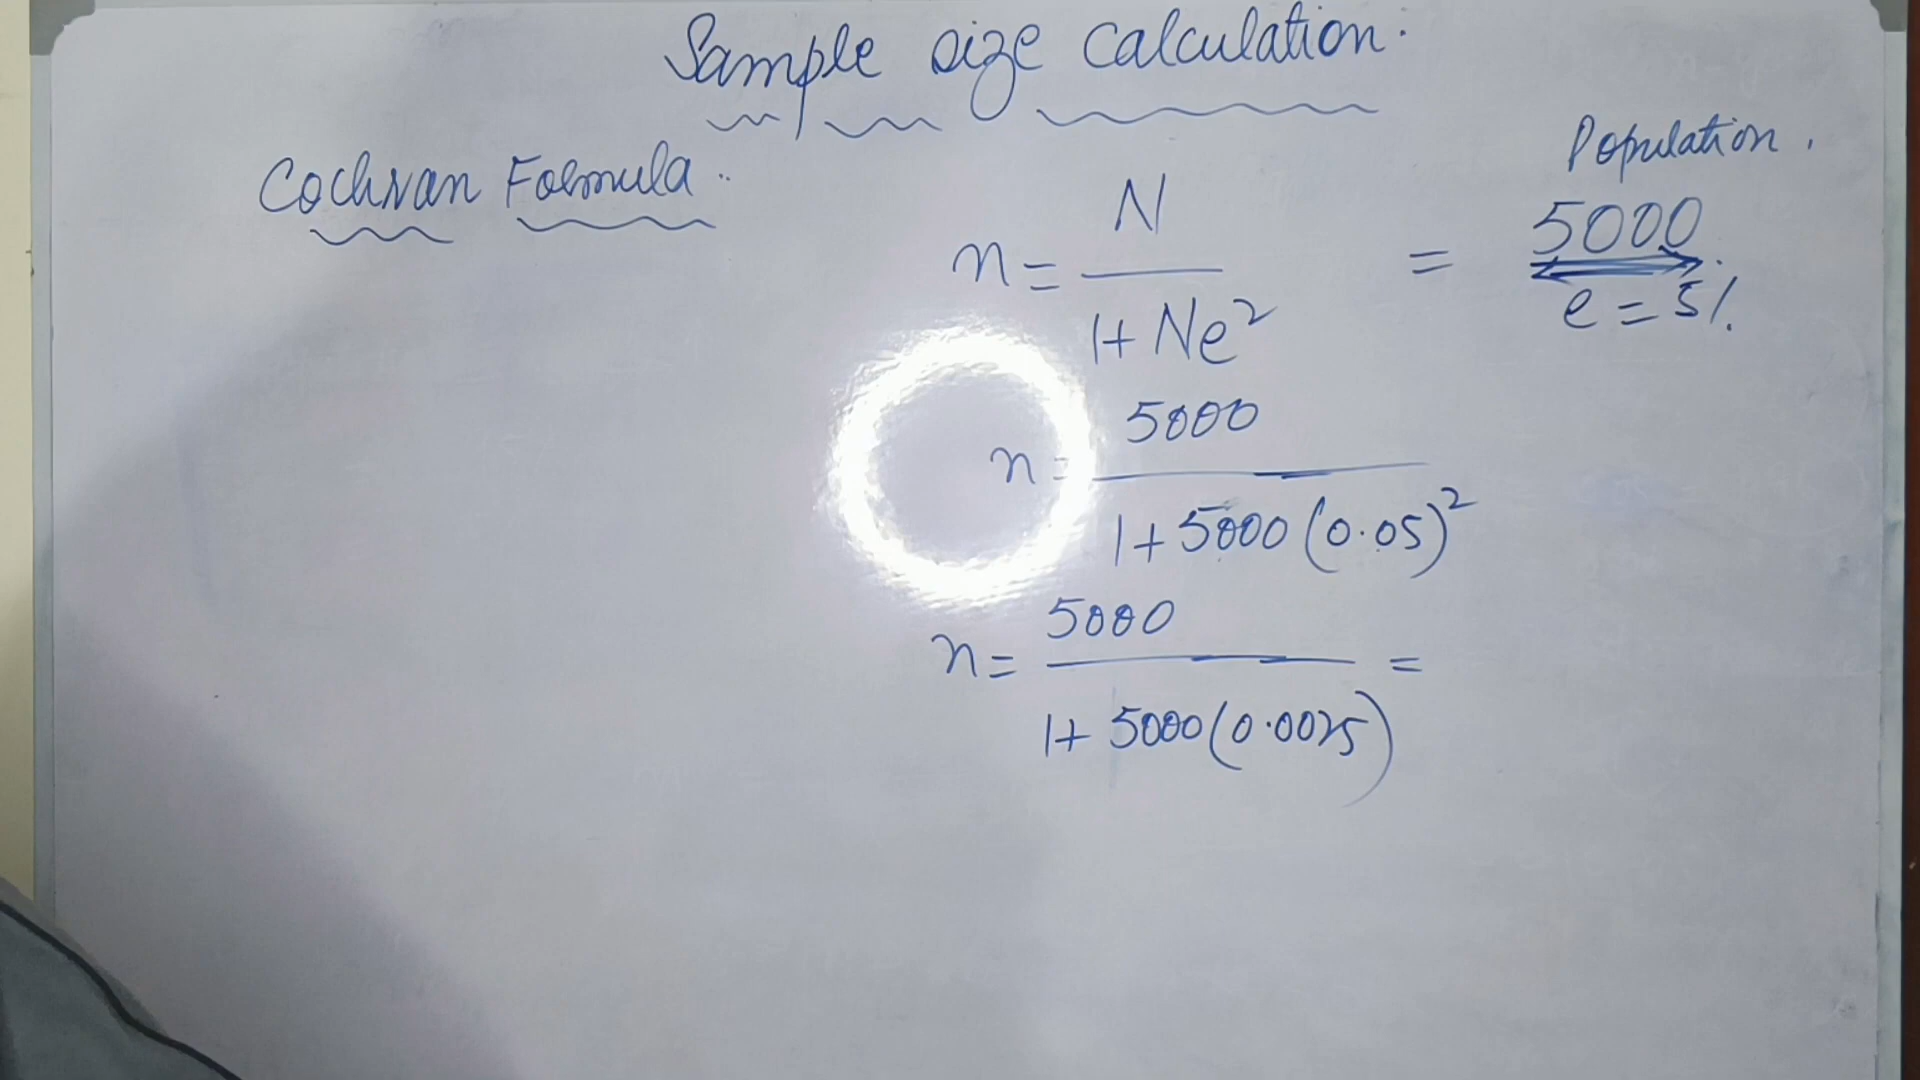 Sample size calculation.
Cochran Formula..
Population.
n = N / 1 + Ne² = 5000
e = 5%
n = 5000 / 1 + 5000 (0.05)²
n = 5000 / 1 + 5000 (0.0025) =